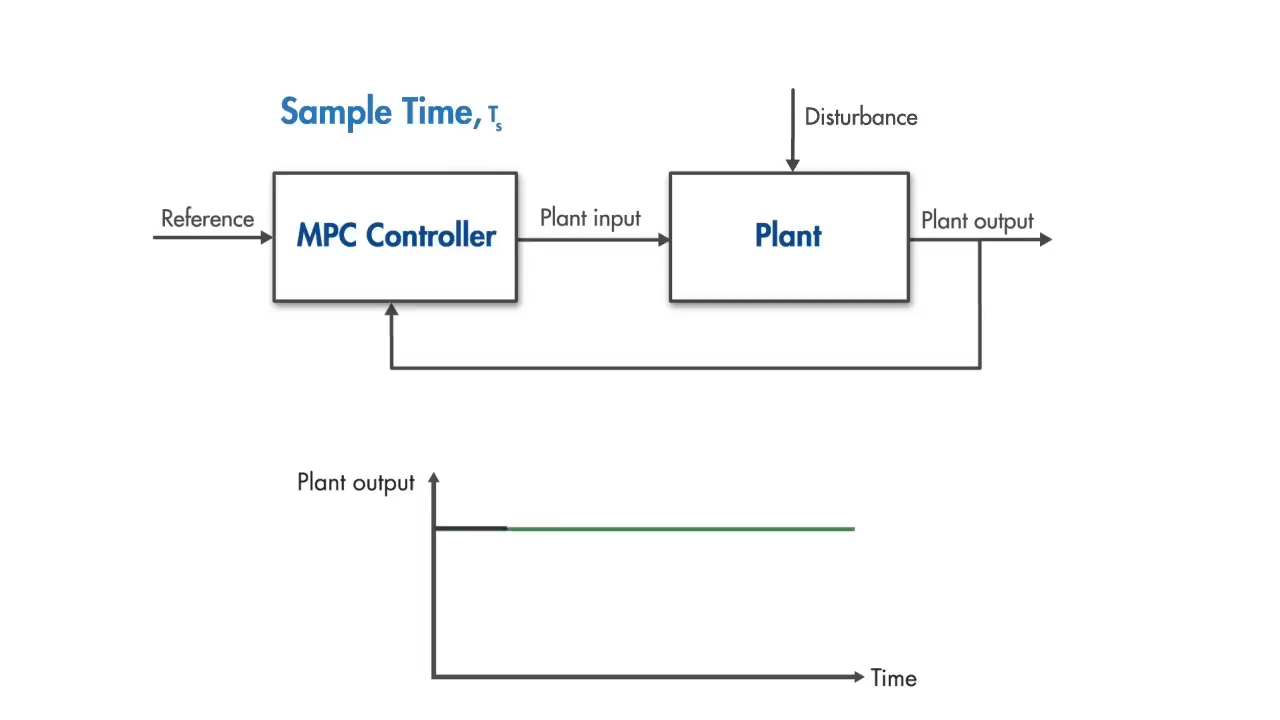 Sample Time, Ts
Disturbance
Reference
MPC Controller
Plant input
Plant
Plant output
Plant output
Time